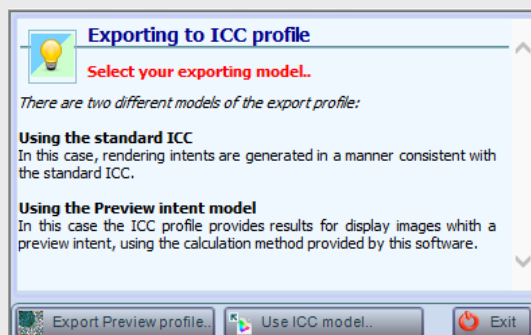 Exporting to ICC profile
Select your exporting model..
There are two different models of the export profile:
Using the standard ICC
In this case, rendering intents are generated in a manner consistent with
the standard ICC.
Using the Preview intent model
In this case the ICC profile provides results for display images whith a
preview intent, using the calculation method provided by this software.
Export Preview profile.. Use ICC model.. Exit